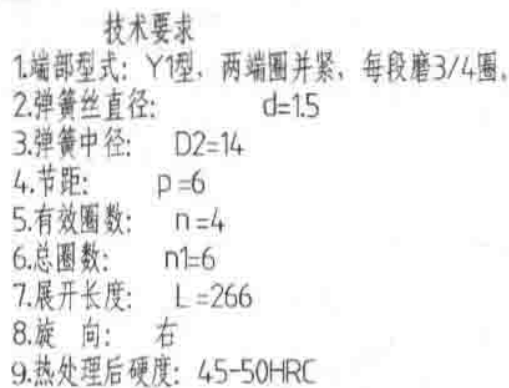 技术要求
1.端部型式: Y1型，两端圈并紧，每段磨3/4圈。
2.弹簧丝直径: d=1.5
3.弹簧中径: D2=14
4.节距: p=6
5.有效圈数: n=4
6.总圈数: n1=6
7.展开长度: L=266
8.旋 向: 右
9.热处理后硬度: 45-50HRC